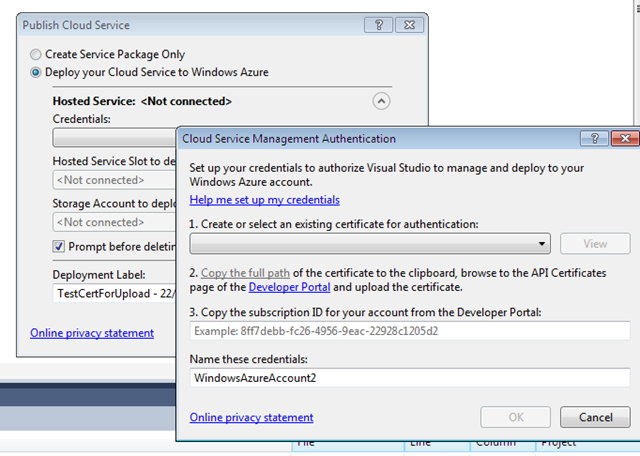 Publish Cloud Service
Create Service Package Only
Deploy your Cloud Service to Windows Azure
Hosted Service: <Not connected>
Credentials:
Hosted Service Slot to de
<Not connected>
Storage Account to deplo
<Not connected>
Prompt before deletin
Deployment Label:
TestCertForUpload - 22/
Online privacy statement
Cloud Service Management Authentication
Set up your credentials to authorize Visual Studio to manage and deploy to your
Windows Azure account.
Help me set up my credentials
1. Create or select an existing certificate for authentication:
View
2. Copy the full path of the certificate to the clipboard, browse to the API Certificates
page of the Developer Portal and upload the certificate.
3. Copy the subscription ID for your account from the Developer Portal:
Example: 8ff7debb-fc26-4956-9eac-22928c1205d2
Name these credentials:
WindowsAzureAccount2
Online privacy statement
OK
Cancel
File
Line
Column
Project